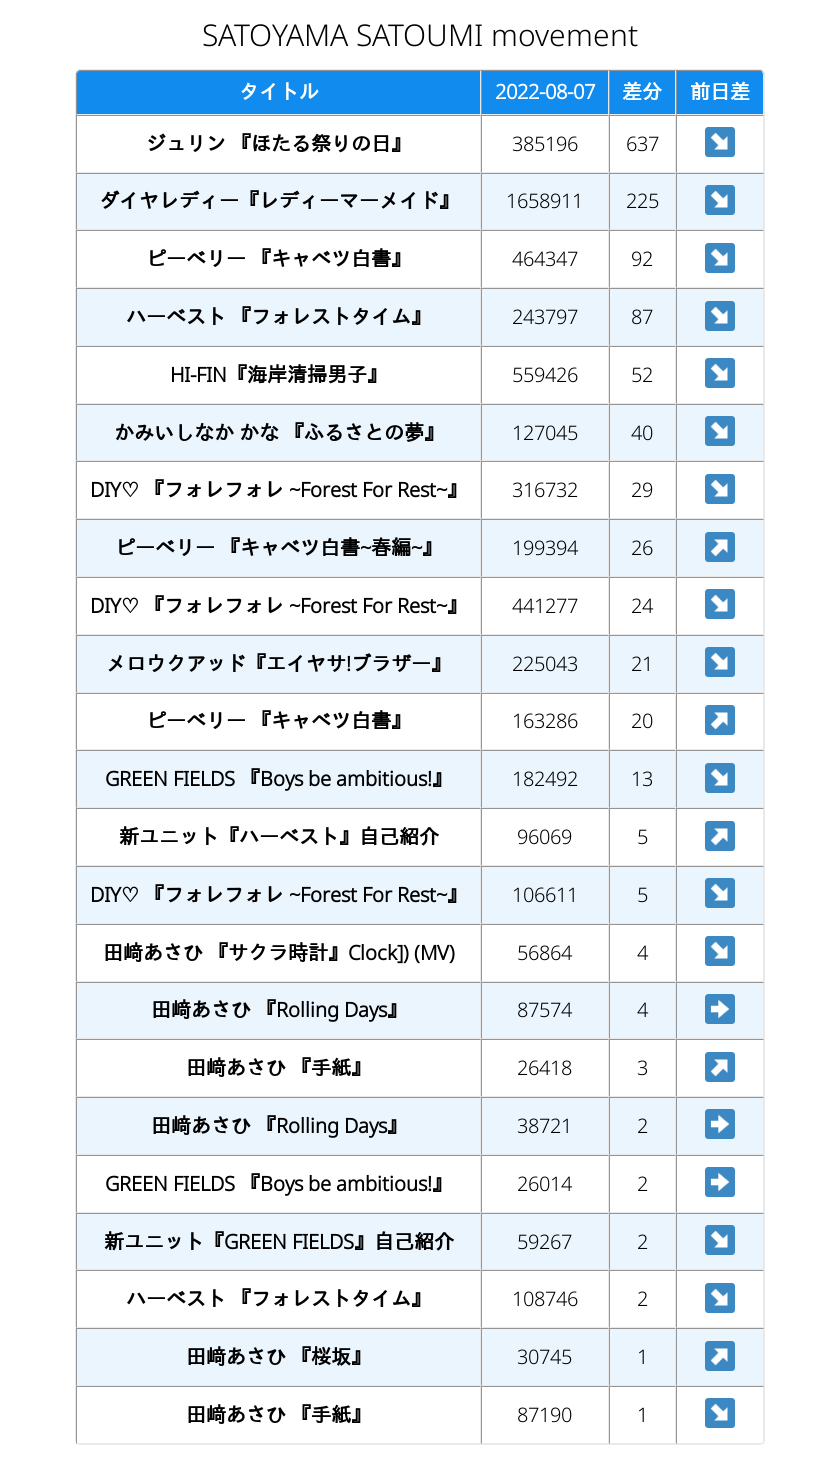 SATOYAMA SATOUMI movement
タイトル 2022-08-07 差分 前日差
ジュリン 『ほたる祭りの日』 385196 637 ↘
ダイヤレディー『レディーマーメイド』 1658911 225 ↘
ピーベリー 『キャベツ白書』 464347 92 ↘
ハーベスト 『フォレストタイム』 243797 87 ↘
HI-FIN『海岸清掃男子』 559426 52 ↘
かみいしなか かな 『ふるさとの夢』 127045 40 ↘
DIY♡ 『フォレフォレ ~Forest For Rest~』 316732 29 ↘
ピーベリー 『キャベツ白書~春編~』 199394 26 ↗
DIY♡ 『フォレフォレ ~Forest For Rest~』 441277 24 ↘
メロウクアッド『エイヤサ!ブラザー』 225043 21 ↘
ピーベリー 『キャベツ白書』 163286 20 ↗
GREEN FIELDS 『Boys be ambitious!』 182492 13 ↘
新ユニット『ハーベスト』自己紹介 96069 5 ↗
DIY♡ 『フォレフォレ ~Forest For Rest~』 106611 5 ↘
田﨑あさひ 『サクラ時計』Clock]) (MV) 56864 4 ↘
田﨑あさひ 『Rolling Days』 87574 4 ➡
田﨑あさひ 『手紙』 26418 3 ↗
田﨑あさひ 『Rolling Days』 38721 2 ➡
GREEN FIELDS 『Boys be ambitious!』 26014 2 ➡
新ユニット『GREEN FIELDS』自己紹介 59267 2 ↘
ハーベスト 『フォレストタイム』 108746 2 ↘
田﨑あさひ 『桜坂』 30745 1 ↗
田﨑あさひ 『手紙』 87190 1 ↘